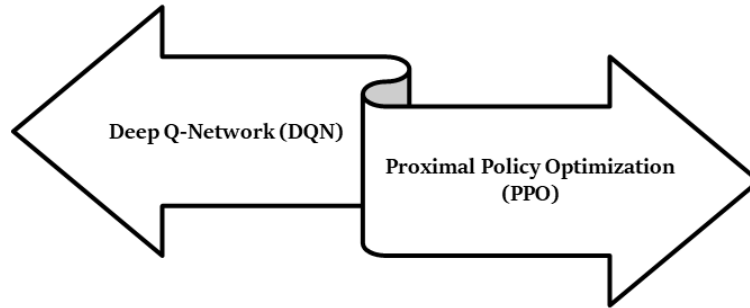 Deep Q-Network (DQN)
Proximal Policy Optimization
(PPO)